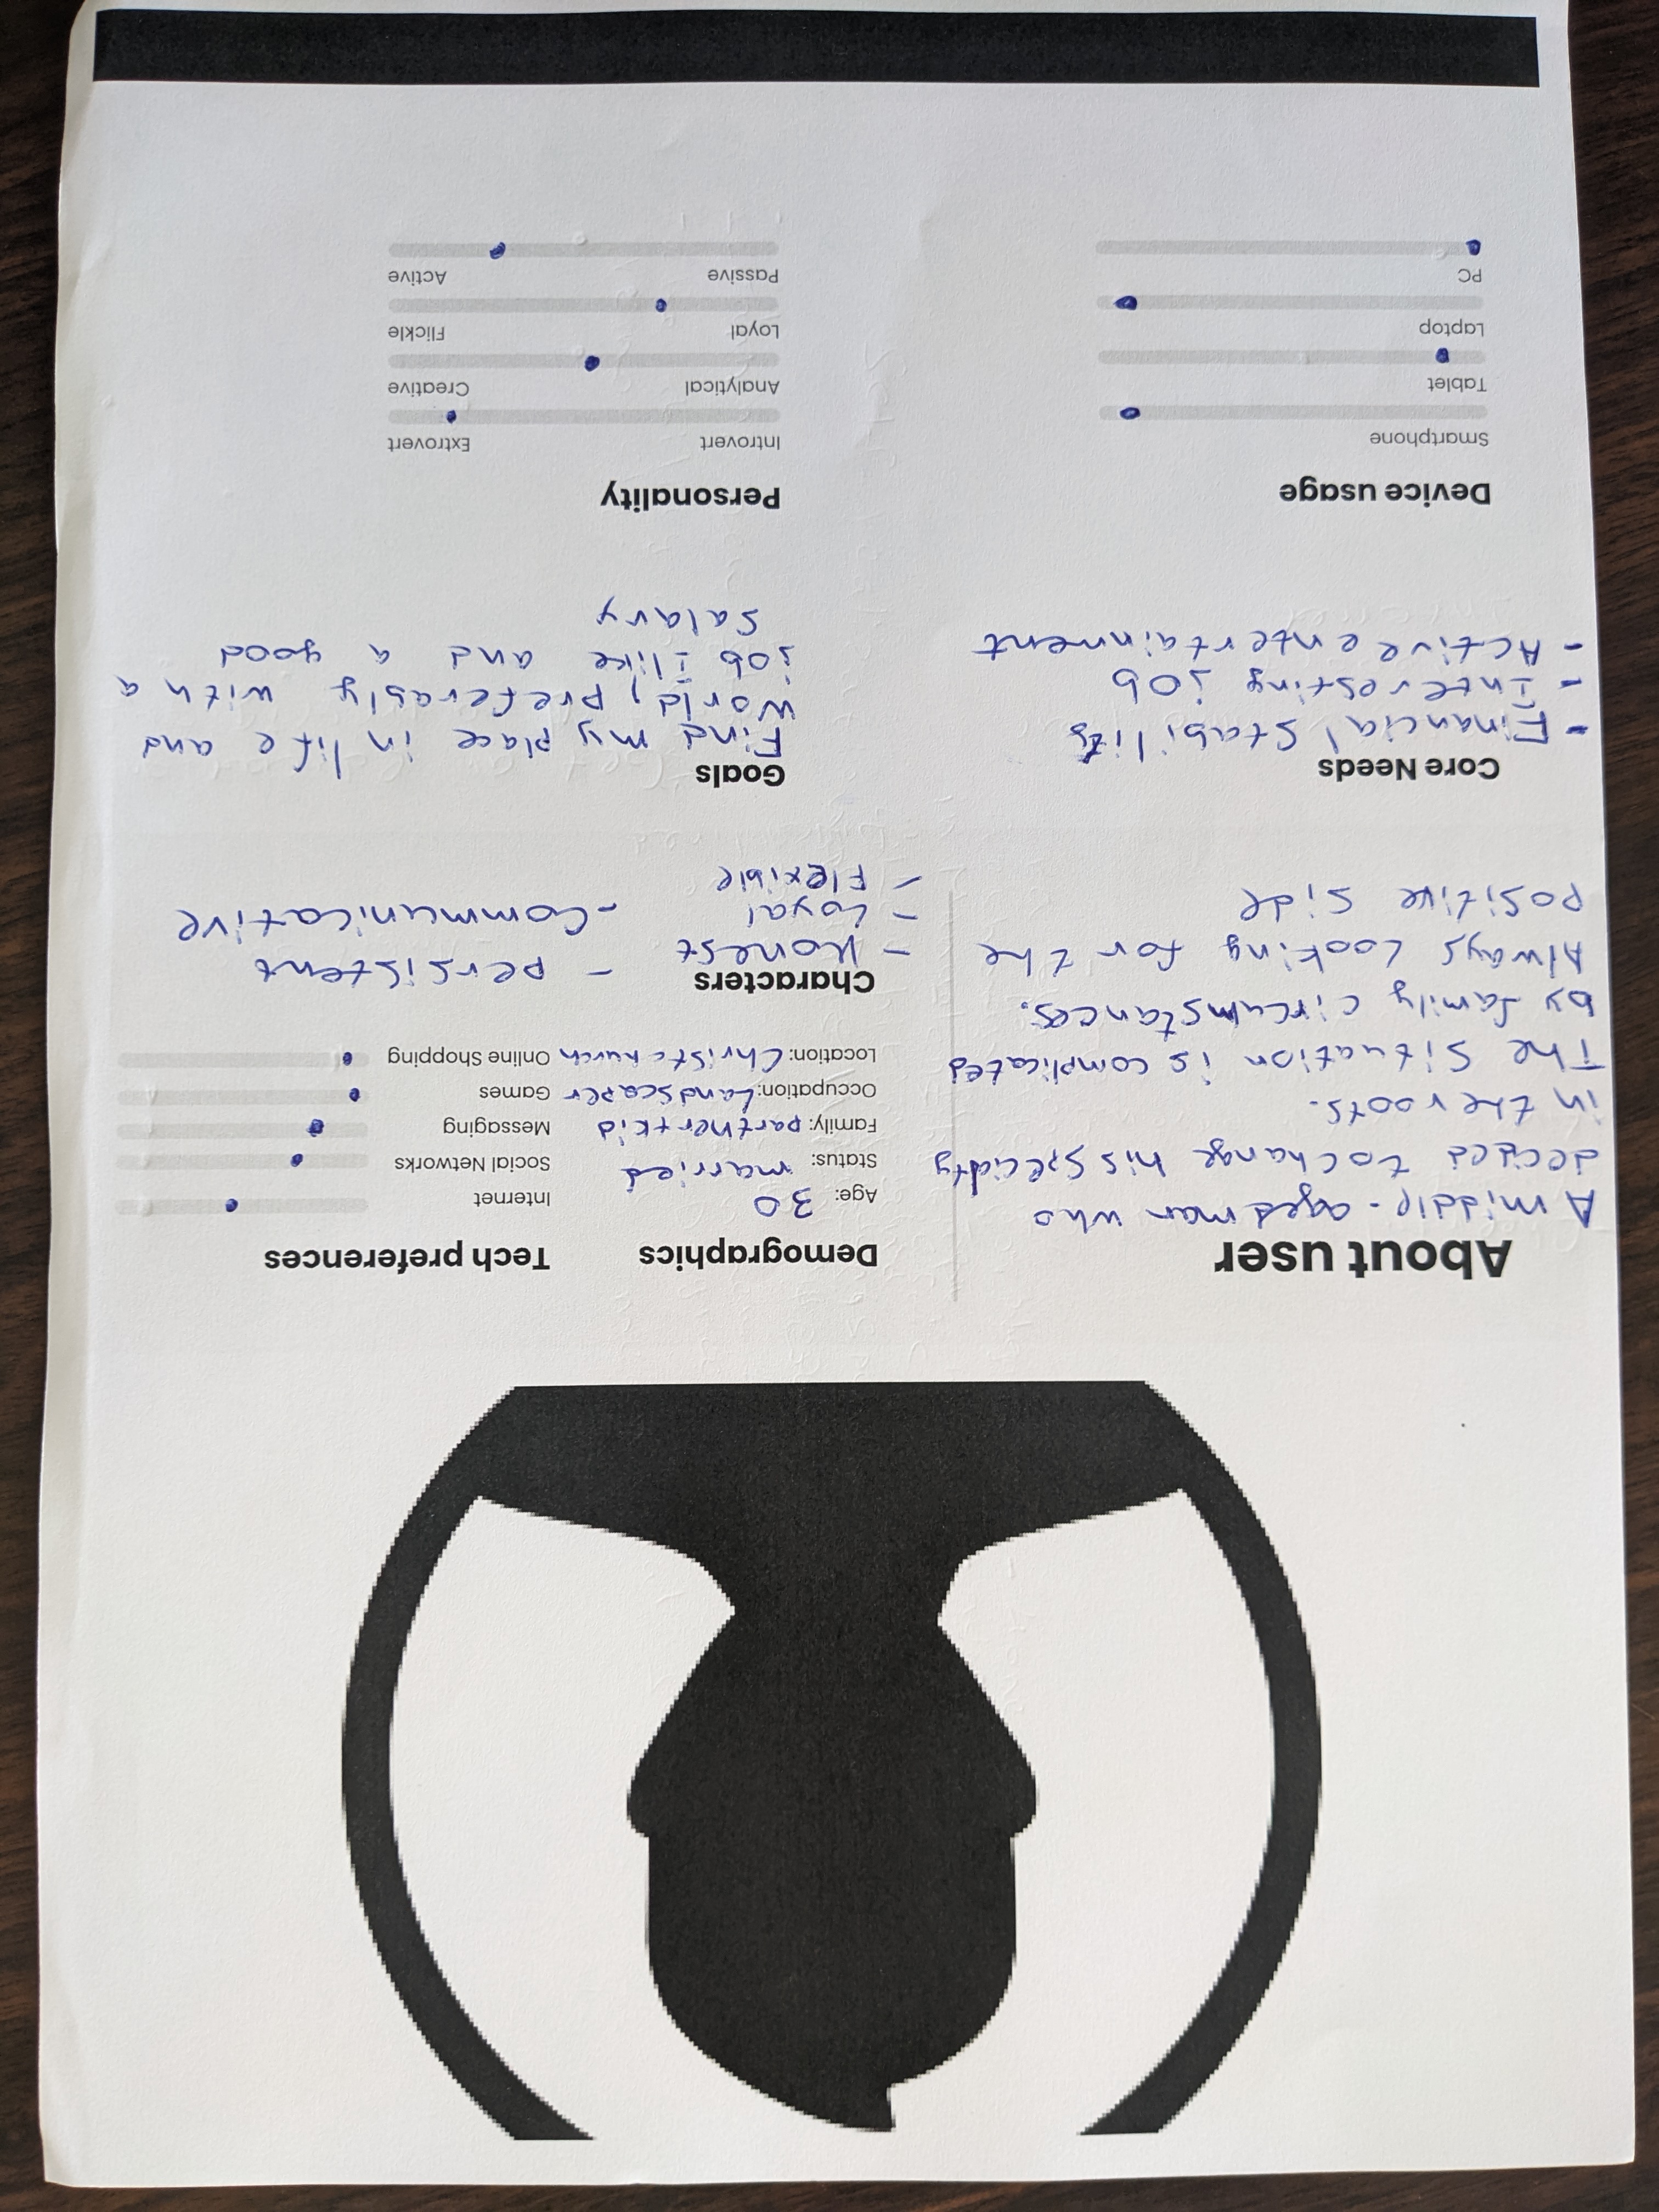 About user
A middle-aged man who
decided to change his specialty
in the roots.
The Situation is complicated
by family circumstances.
Always looking for the
positive side
Demographics
Age: 30
Status: married
Family: partner+kid
Occupation: Landscaper
Location: Christchurch
Tech preferences
Internet
Social Networks
Messaging
Games
Online Shopping
Characters
- Honest
- Loyal
- Flexible
- persistent
- Communicative
Core Needs
- Financial Stability
- Interesting job
- Active entertainment
Goals
Find my place in life and
World, preferably with a
job I like and a good
Salary
Device usage
Smartphone
Tablet
Laptop
PC
Personality
Introvert Extrovert
Analytical Creative
Loyal Flickle
Passive Active